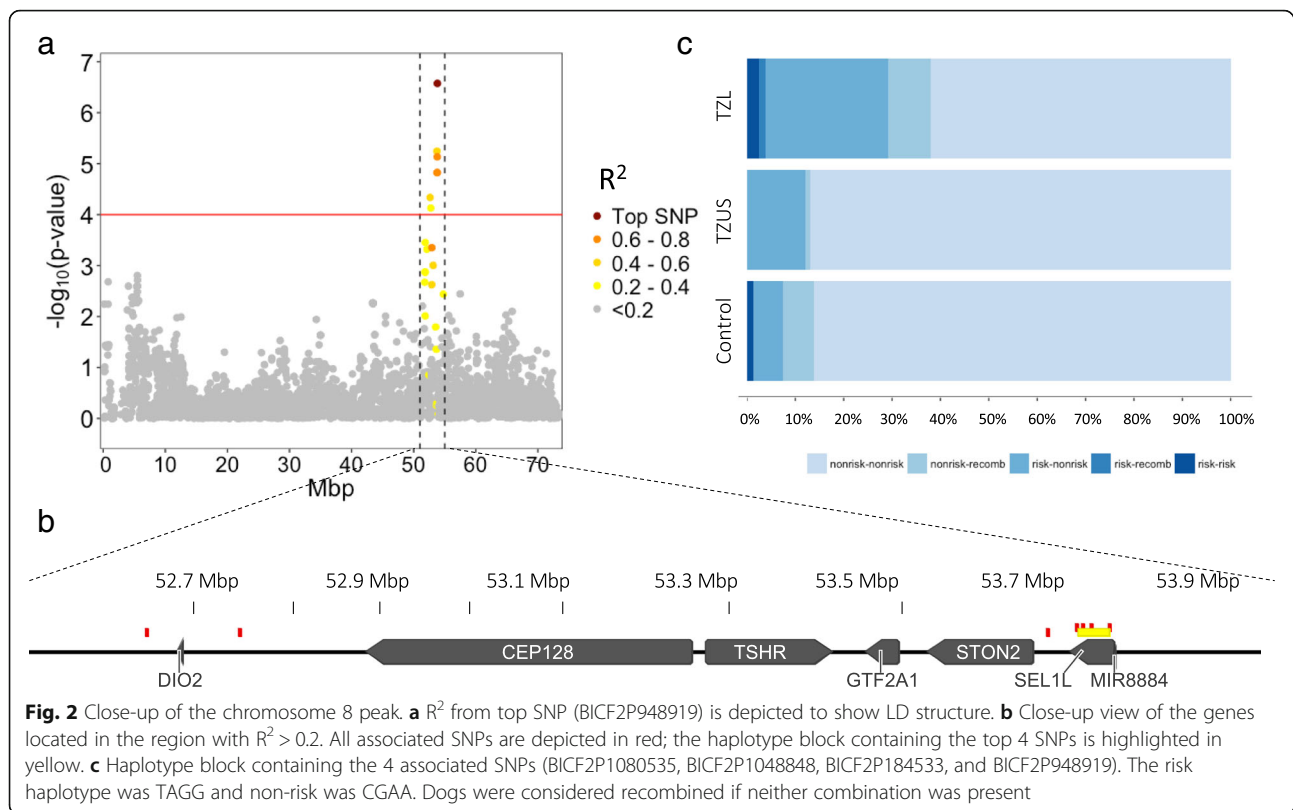 a
7
6
5
4
3
2
1
0
-log10(p-value)
0 10 20 30 40 50 60 70
Mbp
R²
Top SNP
0.6 - 0.8
0.4 - 0.6
0.2 - 0.4
<0.2
c
TZL
TZUS
Control
0% 10% 20% 30% 40% 50% 60% 70% 80% 90% 100%
nonrisk-nonrisk nonrisk-recomb risk-nonrisk risk-recomb risk-risk
b
52.7 Mbp 52.9 Mbp 53.1 Mbp 53.3 Mbp 53.5 Mbp 53.7 Mbp 53.9 Mbp
CEP128 TSHR STON2
DIO2 GTF2A1 SEL1L MIR8884
Fig. 2 Close-up of the chromosome 8 peak. a R² from top SNP (BICF2P948919) is depicted to show LD structure. b Close-up view of the genes
located in the region with R² > 0.2. All associated SNPs are depicted in red; the haplotype block containing the top 4 SNPs is highlighted in
yellow. c Haplotype block containing the 4 associated SNPs (BICF2P1080535, BICF2P1048848, BICF2P184533, and BICF2P948919). The risk
haplotype was TAGG and non-risk was CGAA. Dogs were considered recombined if neither combination was present